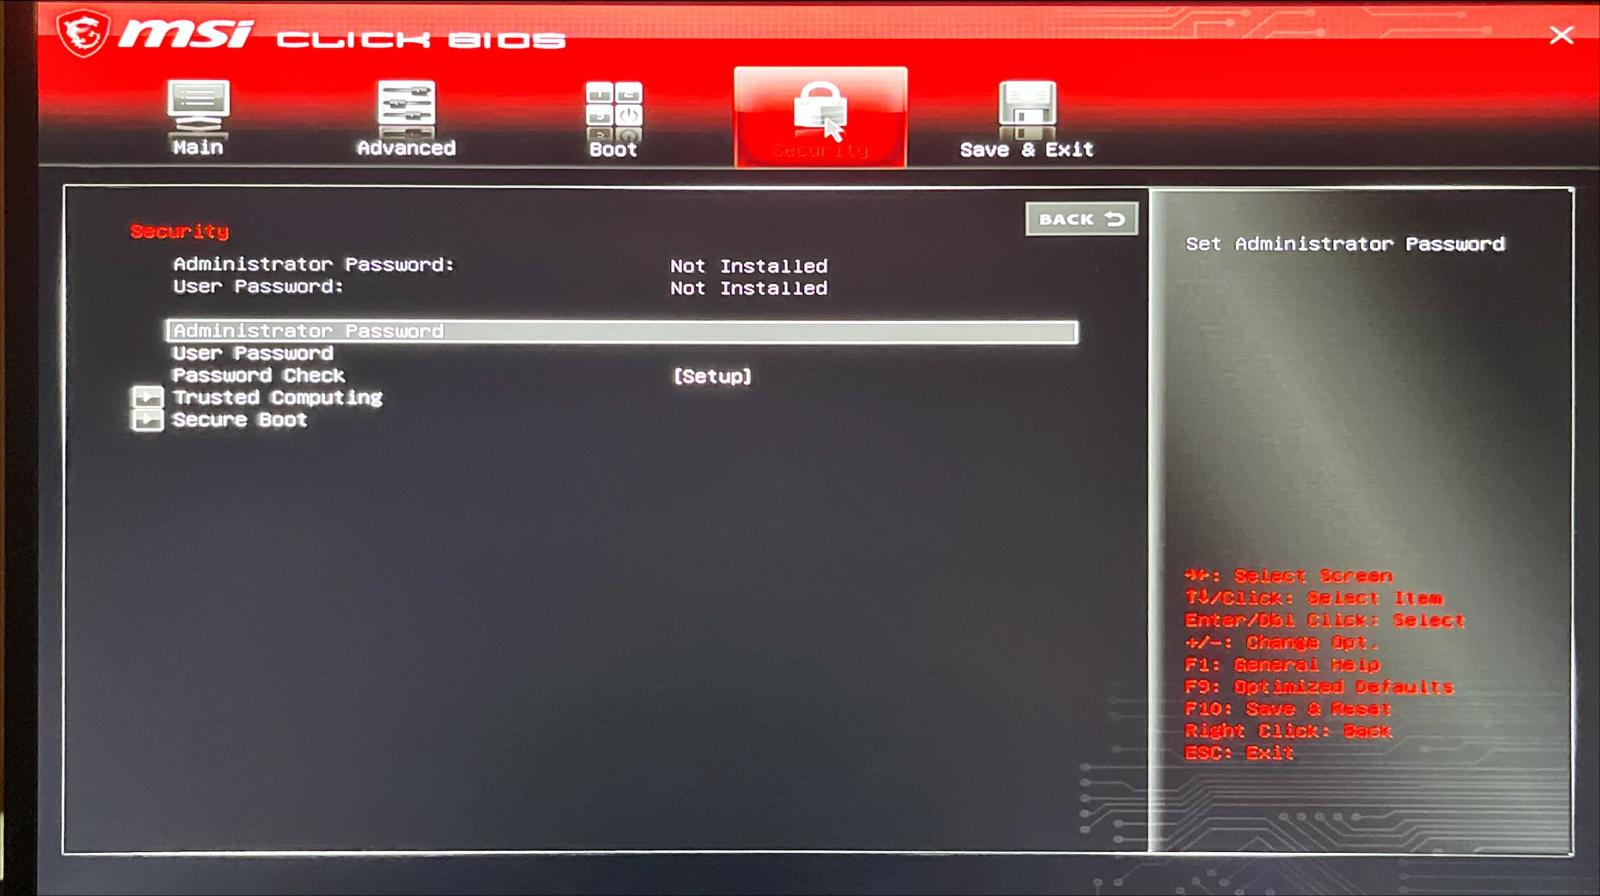 msi CLICK BIOS
Main
Advanced
Boot
Security
Save & Exit
BACK
Security
Administrator Password: Not Installed
User Password: Not Installed
Administrator Password
User Password
Password Check [Setup]
Trusted Computing
Secure Boot
Set Administrator Password
→←: Select Screen
↑↓/Click: Select Item
Enter/Dbl Click: Select
+/-: Change Opt.
F1: General Help
F9: Optimized Defaults
F10: Save & Reset
Right Click: Back
ESC: Exit